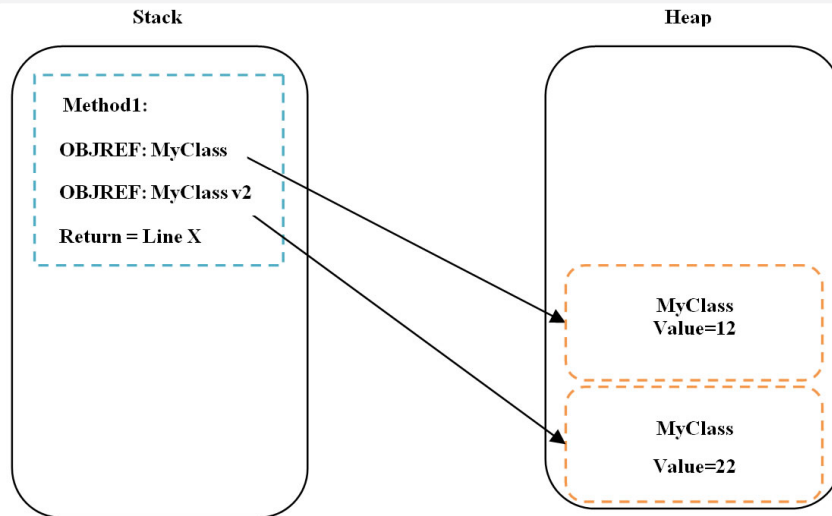 Stack
Heap
Method1:
OBJREF: MyClass
OBJREF: MyClass v2
Return = Line X
MyClass
Value=12
MyClass
Value=22